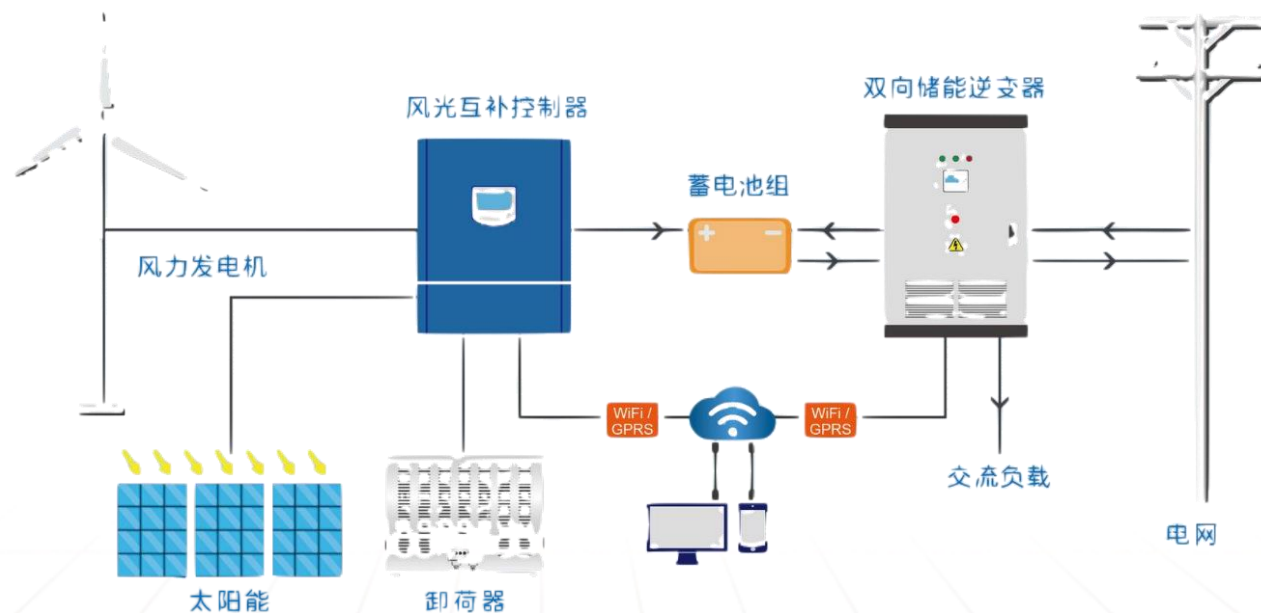 双向储能逆变器
风光互补控制器
蓄电池组
+ −
风力发电机
WiFi /
GPRS
WiFi /
GPRS
交流负载
电网
太阳能
卸荷器